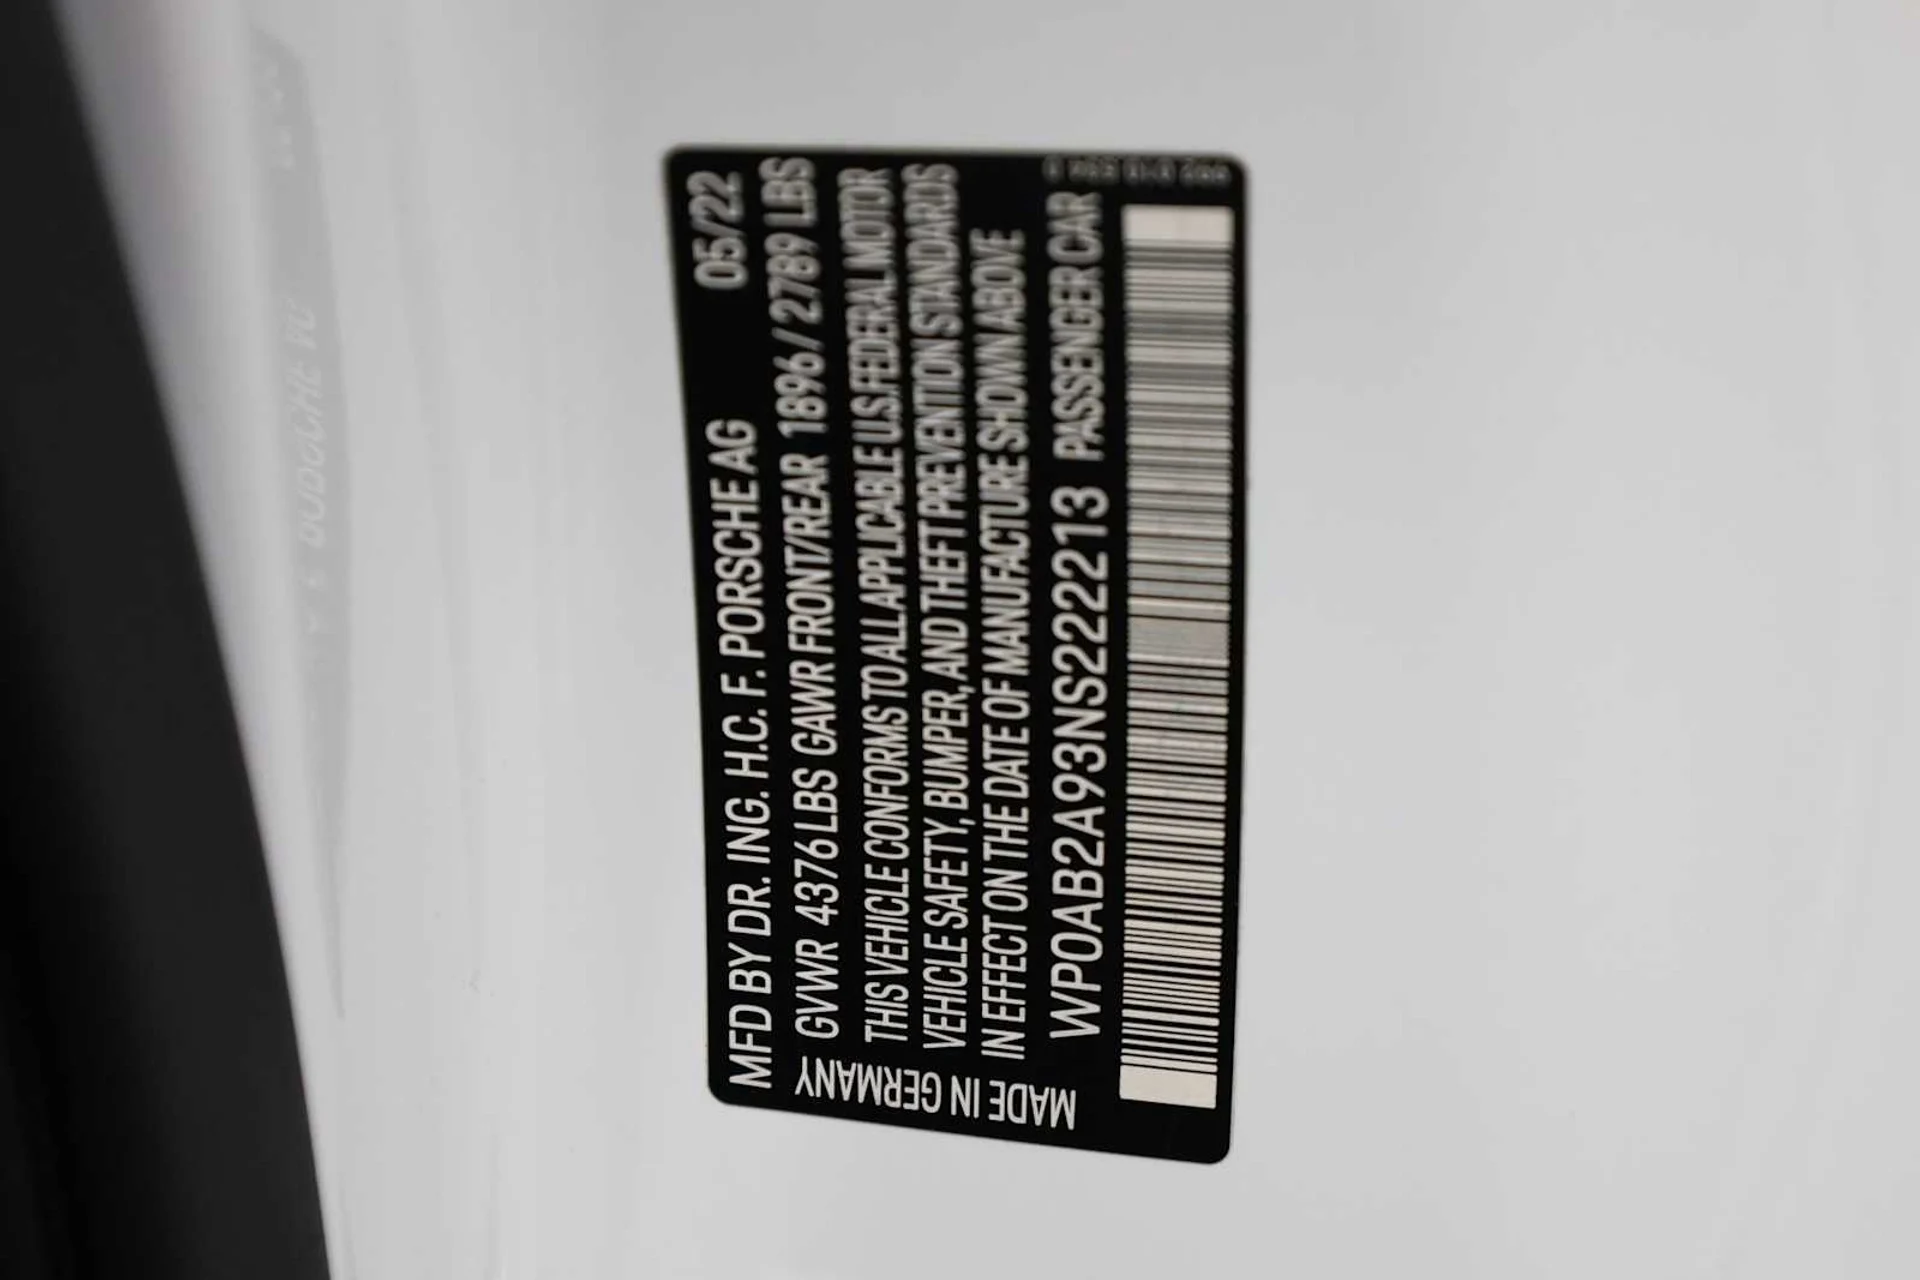 MFD BY DR. ING. H.C. F. PORSCHE AG 05/22
GVWR 4376 LBS GAWR FRONT/REAR 1896 / 2789 LBS
THIS VEHICLE CONFORMS TO ALL APPLICABLE U.S.FEDERAL MOTOR
VEHICLE SAFETY, BUMPER, AND THEFT PREVENTION STANDARDS
IN EFFECT ON THE DATE OF MANUFACTURE SHOWN ABOVE
WP0AB2A93NS222213 PASSENGER CAR
MADE IN GERMANY